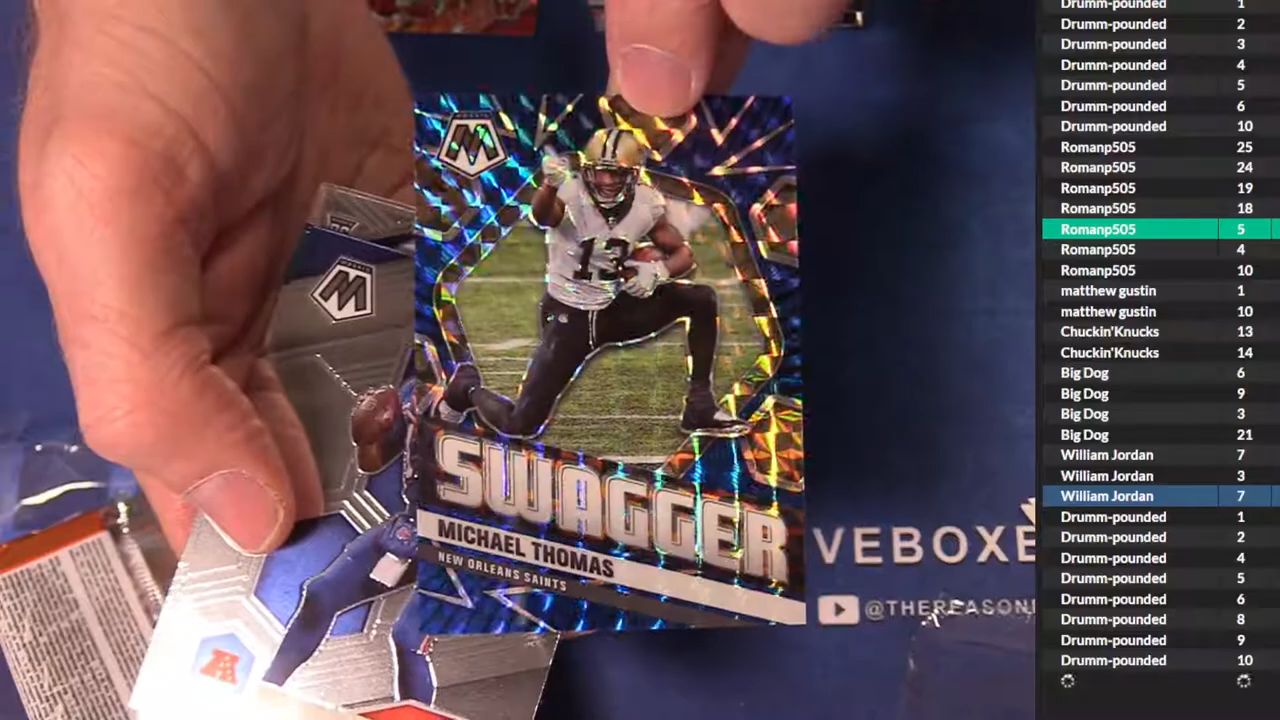 MOSAIC
M
M
13
SWAGGER
MICHAEL THOMAS
NEW ORLEANS SAINTS
A
VEBOXE
@THEREASON
Drumm-pounded 1
Drumm-pounded 2
Drumm-pounded 3
Drumm-pounded 4
Drumm-pounded 5
Drumm-pounded 6
Drumm-pounded 10
Romanp505 25
Romanp505 24
Romanp505 19
Romanp505 18
Romanp505 5
Romanp505 4
Romanp505 10
matthew gustin 1
matthew gustin 10
Chuckin'Knucks 13
Chuckin'Knucks 14
Big Dog 6
Big Dog 9
Big Dog 3
Big Dog 21
William Jordan 7
William Jordan 3
William Jordan 7
Drumm-pounded 1
Drumm-pounded 2
Drumm-pounded 4
Drumm-pounded 5
Drumm-pounded 6
Drumm-pounded 8
Drumm-pounded 9
Drumm-pounded 10